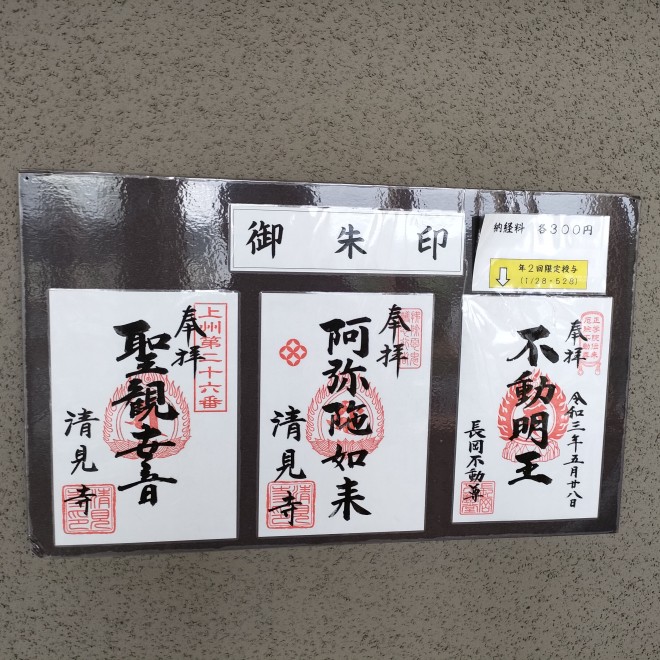 御朱印
納経料 各300円
年2回限定授与
(1/28・528)
奉拝
不動明王
令和三年五月廿八日
長岡不動尊
奉拝
阿弥陀如来
清見寺
上州第二十六番
奉拝
聖観世音
清見寺